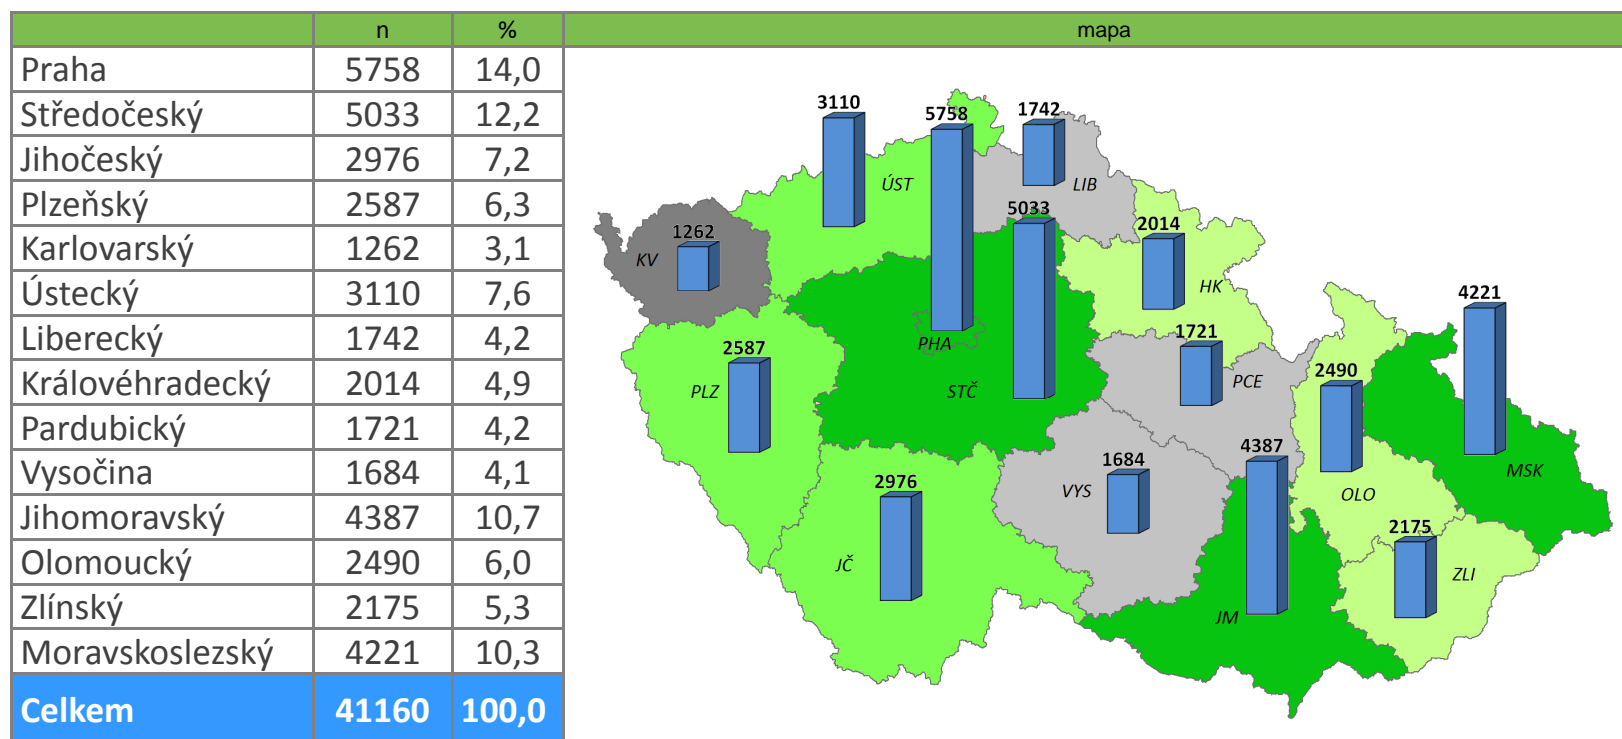 n % mapa
Praha 5758 14,0
Středočeský 5033 12,2
Jihočeský 2976 7,2
Plzeňský 2587 6,3
Karlovarský 1262 3,1
Ústecký 3110 7,6
Liberecký 1742 4,2
Královéhradecký 2014 4,9
Pardubický 1721 4,2
Vysočina 1684 4,1
Jihomoravský 4387 10,7
Olomoucký 2490 6,0
Zlínský 2175 5,3
Moravskoslezský 4221 10,3
Celkem 41160 100,0
3110 5758 1742
ÚST LIB
5033
1262 2014
KV HK
4221
1721
PHA
2587 2490
PLZ STČ PCE
4387
1684 MSK
2976 VYS OLO
2175
JČ ZLI
JM